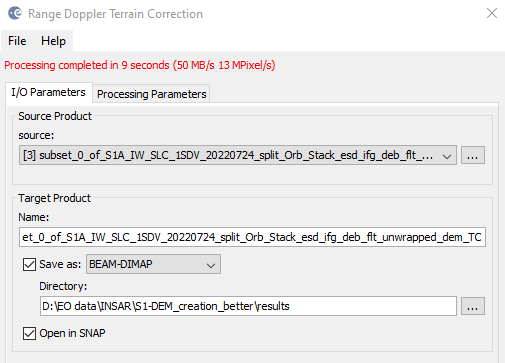 Range Doppler Terrain Correction
File Help
Processing completed in 9 seconds (50 MB/s 13 MPixel/s)
I/O Parameters Processing Parameters
Source Product
source:
[3] subset_0_of_S1A_IW_SLC_1SDV_20220724_split_Orb_Stack_esd_ifg_deb_flt_... ...
Target Product
Name:
et_0_of_S1A_IW_SLC_1SDV_20220724_split_Orb_Stack_esd_ifg_deb_flt_unwrapped_dem_TC
Save as: BEAM-DIMAP
Directory:
D:\EO data\INSAR\S1-DEM_creation_better\results ...
Open in SNAP